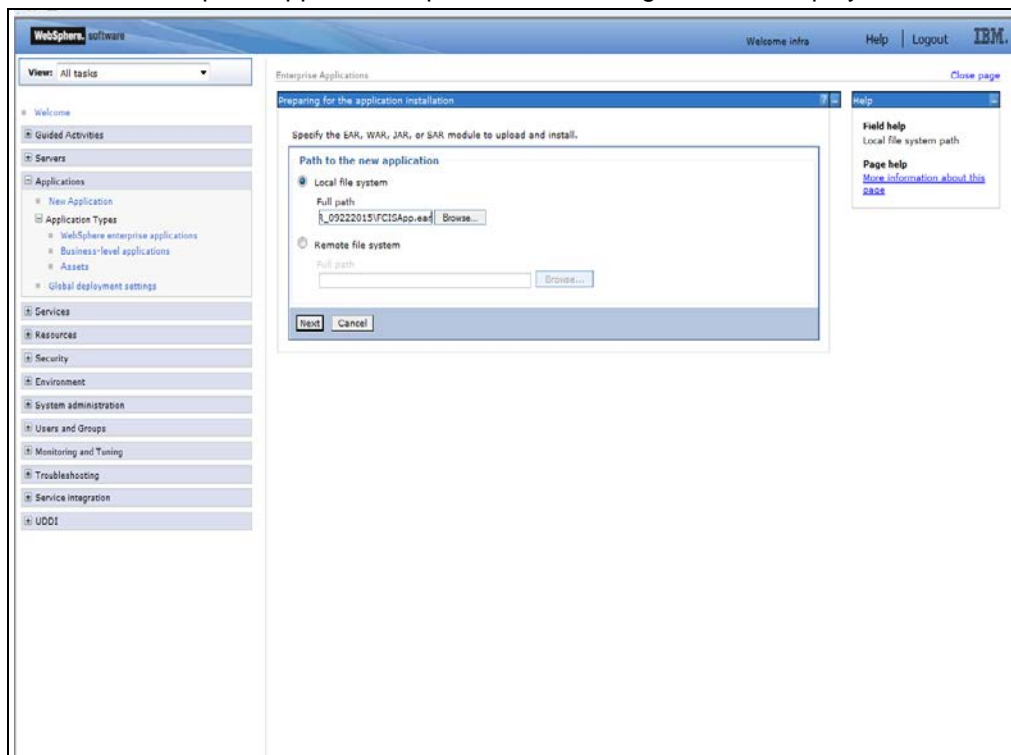 WebSphere. software
Welcome infra
Help | Logout
IBM.
View: All tasks
Welcome
Guided Activities
Servers
Applications
New Application
Application Types
WebSphere enterprise applications
Business-level applications
Assets
Global deployment settings
Services
Resources
Security
Environment
System administration
Users and Groups
Monitoring and Tuning
Troubleshooting
Service integration
UDDI
Enterprise Applications
Close page
Preparing for the application installation
Specify the EAR, WAR, JAR, or SAR module to upload and install.
Path to the new application
Local file system
Full path
_09222015\FCISApp.ear Browse...
Remote file system
Full path
Browse...
Next Cancel
Help
Field help
Local file system path
Page help
More information about this
page